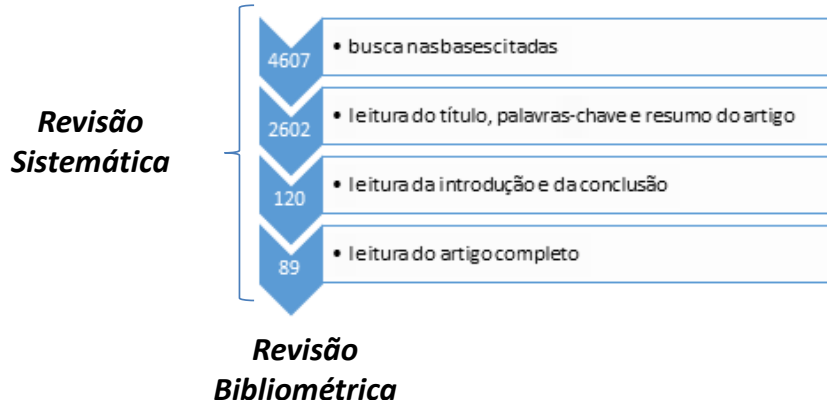 4607
• busca nasbasescitadas
Revisão
Sistemática
2602
• leitura do título, palavras-chave e resumo do artigo
120
• leitura da introdução e da conclusão
89
• leitura do artigo completo
Revisão
Bibliométrica